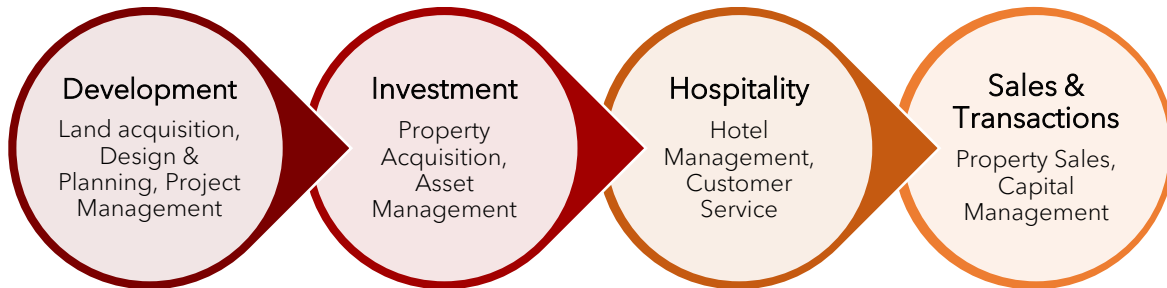 Development
Land acquisition,
Design &
Planning, Project
Management
Investment
Property
Acquisition,
Asset
Management
Hospitality
Hotel
Management,
Customer
Service
Sales &
Transactions
Property Sales,
Capital
Management